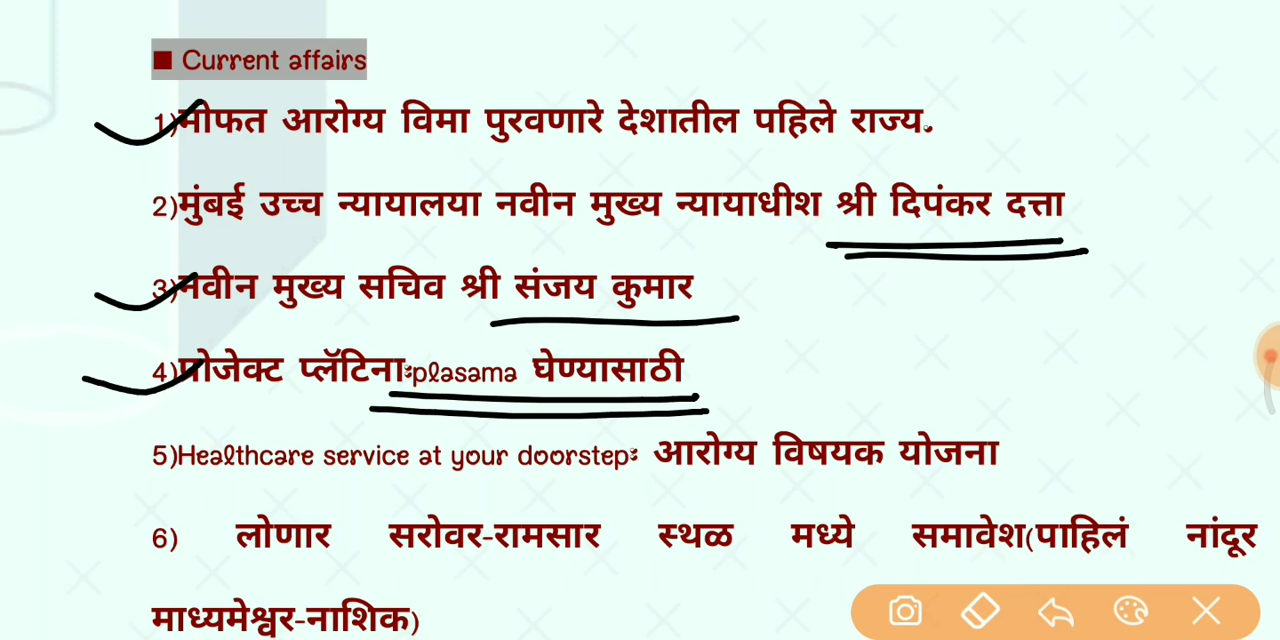 ■ Current affairs
1)मोफत आरोग्य विमा पुरवणारे देशातील पहिले राज्य.
2)मुंबई उच्च न्यायालया नवीन मुख्य न्यायाधीश श्री दिपंकर दत्ता
3)नवीन मुख्य सचिव श्री संजय कुमार
4)प्रोजेक्ट प्लॅटिना:plasama घेण्यासाठी
5)Healthcare service at your doorstep: आरोग्य विषयक योजना
6) लोणार सरोवर-रामसार स्थळ मध्ये समावेश(पाहिलं नांदूर
माध्यमेश्वर-नाशिक)